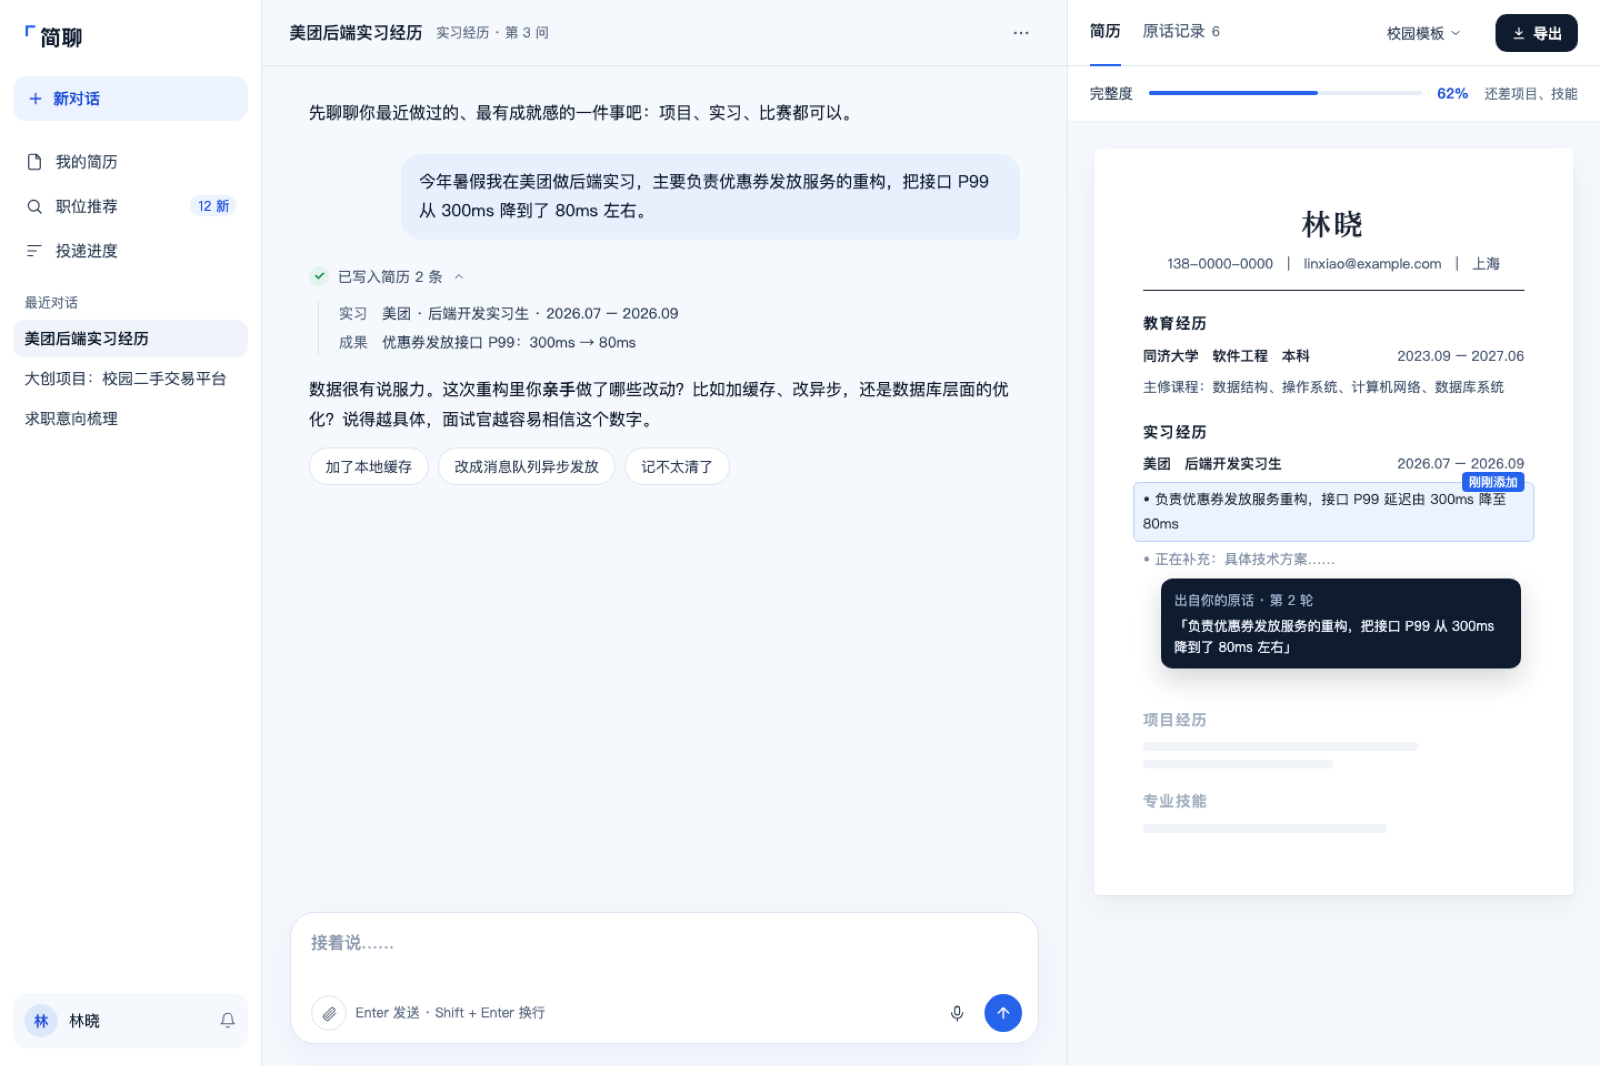 简聊
新对话
我的简历
职位推荐 12 新
投递进度
最近对话
美团后端实习经历
大创项目：校园二手交易平台
求职意向梳理
林 林晓
美团后端实习经历 实习经历 · 第 3 问
先聊聊你最近做过的、最有成就感的一件事吧：项目、实习、比赛都可以。
今年暑假我在美团做后端实习，主要负责优惠券发放服务的重构，把接口 P99
从 300ms 降到了 80ms 左右。
已写入简历 2 条
实习 美团 · 后端开发实习生 · 2026.07 – 2026.09
成果 优惠券发放接口 P99：300ms → 80ms
数据很有说服力。这次重构里你亲手做了哪些改动？比如加缓存、改异步，还是数据库层面的优
化？说得越具体，面试官越容易相信这个数字。
加了本地缓存 改成消息队列异步发放 记不太清了
接着说……
Enter 发送 · Shift + Enter 换行
简历 原话记录 6 校园模板 导出
完整度 62% 还差项目、技能
林晓
138-0000-0000 | linxiao@example.com | 上海
教育经历
同济大学 软件工程 本科 2023.09 – 2027.06
主修课程：数据结构、操作系统、计算机网络、数据库系统
实习经历
美团 后端开发实习生 2026.07 – 2026.09
刚刚添加
• 负责优惠券发放服务重构，接口 P99 延迟由 300ms 降至
80ms
• 正在补充：具体技术方案……
出自你的原话 · 第 2 轮
「负责优惠券发放服务的重构，把接口 P99 从 300ms
降到了 80ms 左右」
项目经历
专业技能